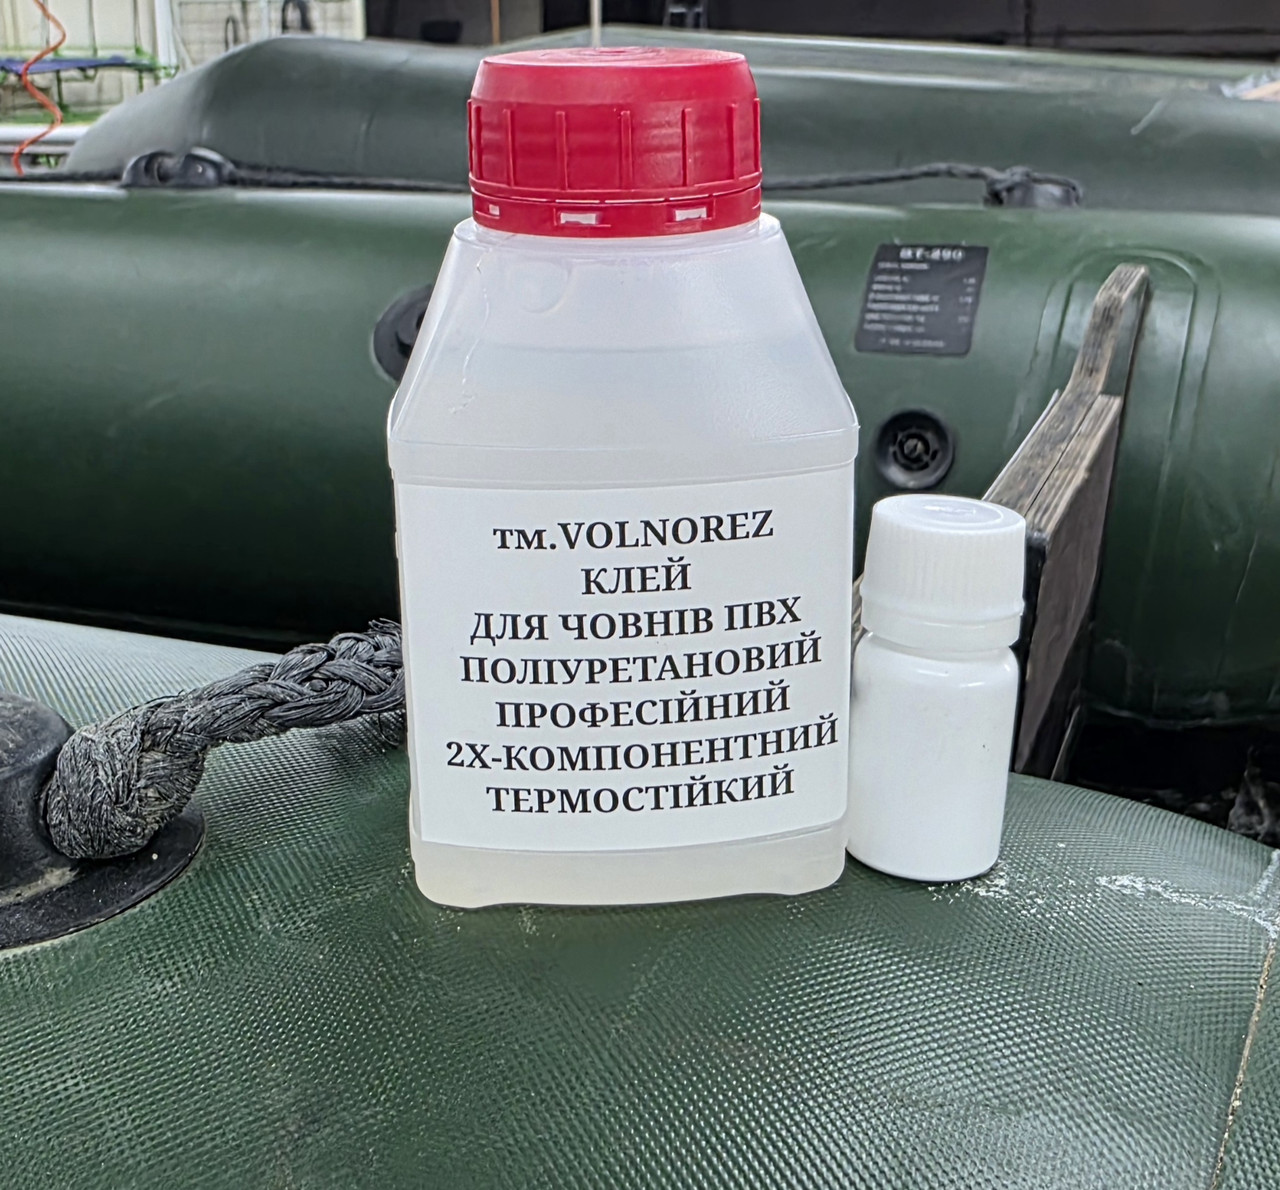 тм.VOLNOREZ
КЛЕЙ
ДЛЯ ЧОВНІВ ПВХ
ПОЛІУРЕТАНОВИЙ
ПРОФЕСІЙНИЙ
2Х-КОМПОНЕНТНИЙ
ТЕРМОСТІЙКИЙ